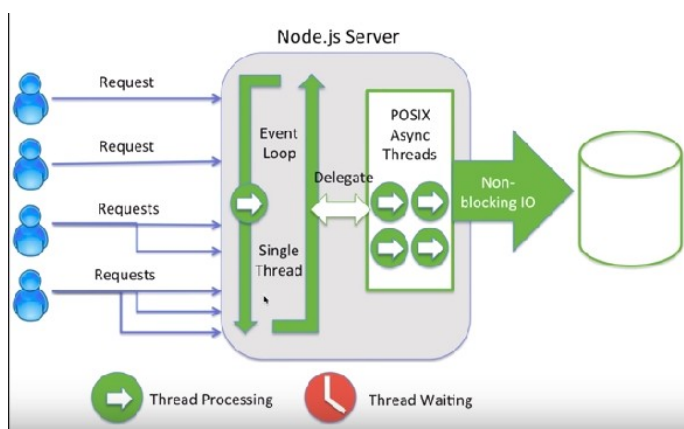 Node.js Server
Request
Request
Requests
Requests
Event
Loop
Single
Thread
Delegate
POSIX
Async
Threads
Non-
blocking IO
Thread Processing
Thread Waiting